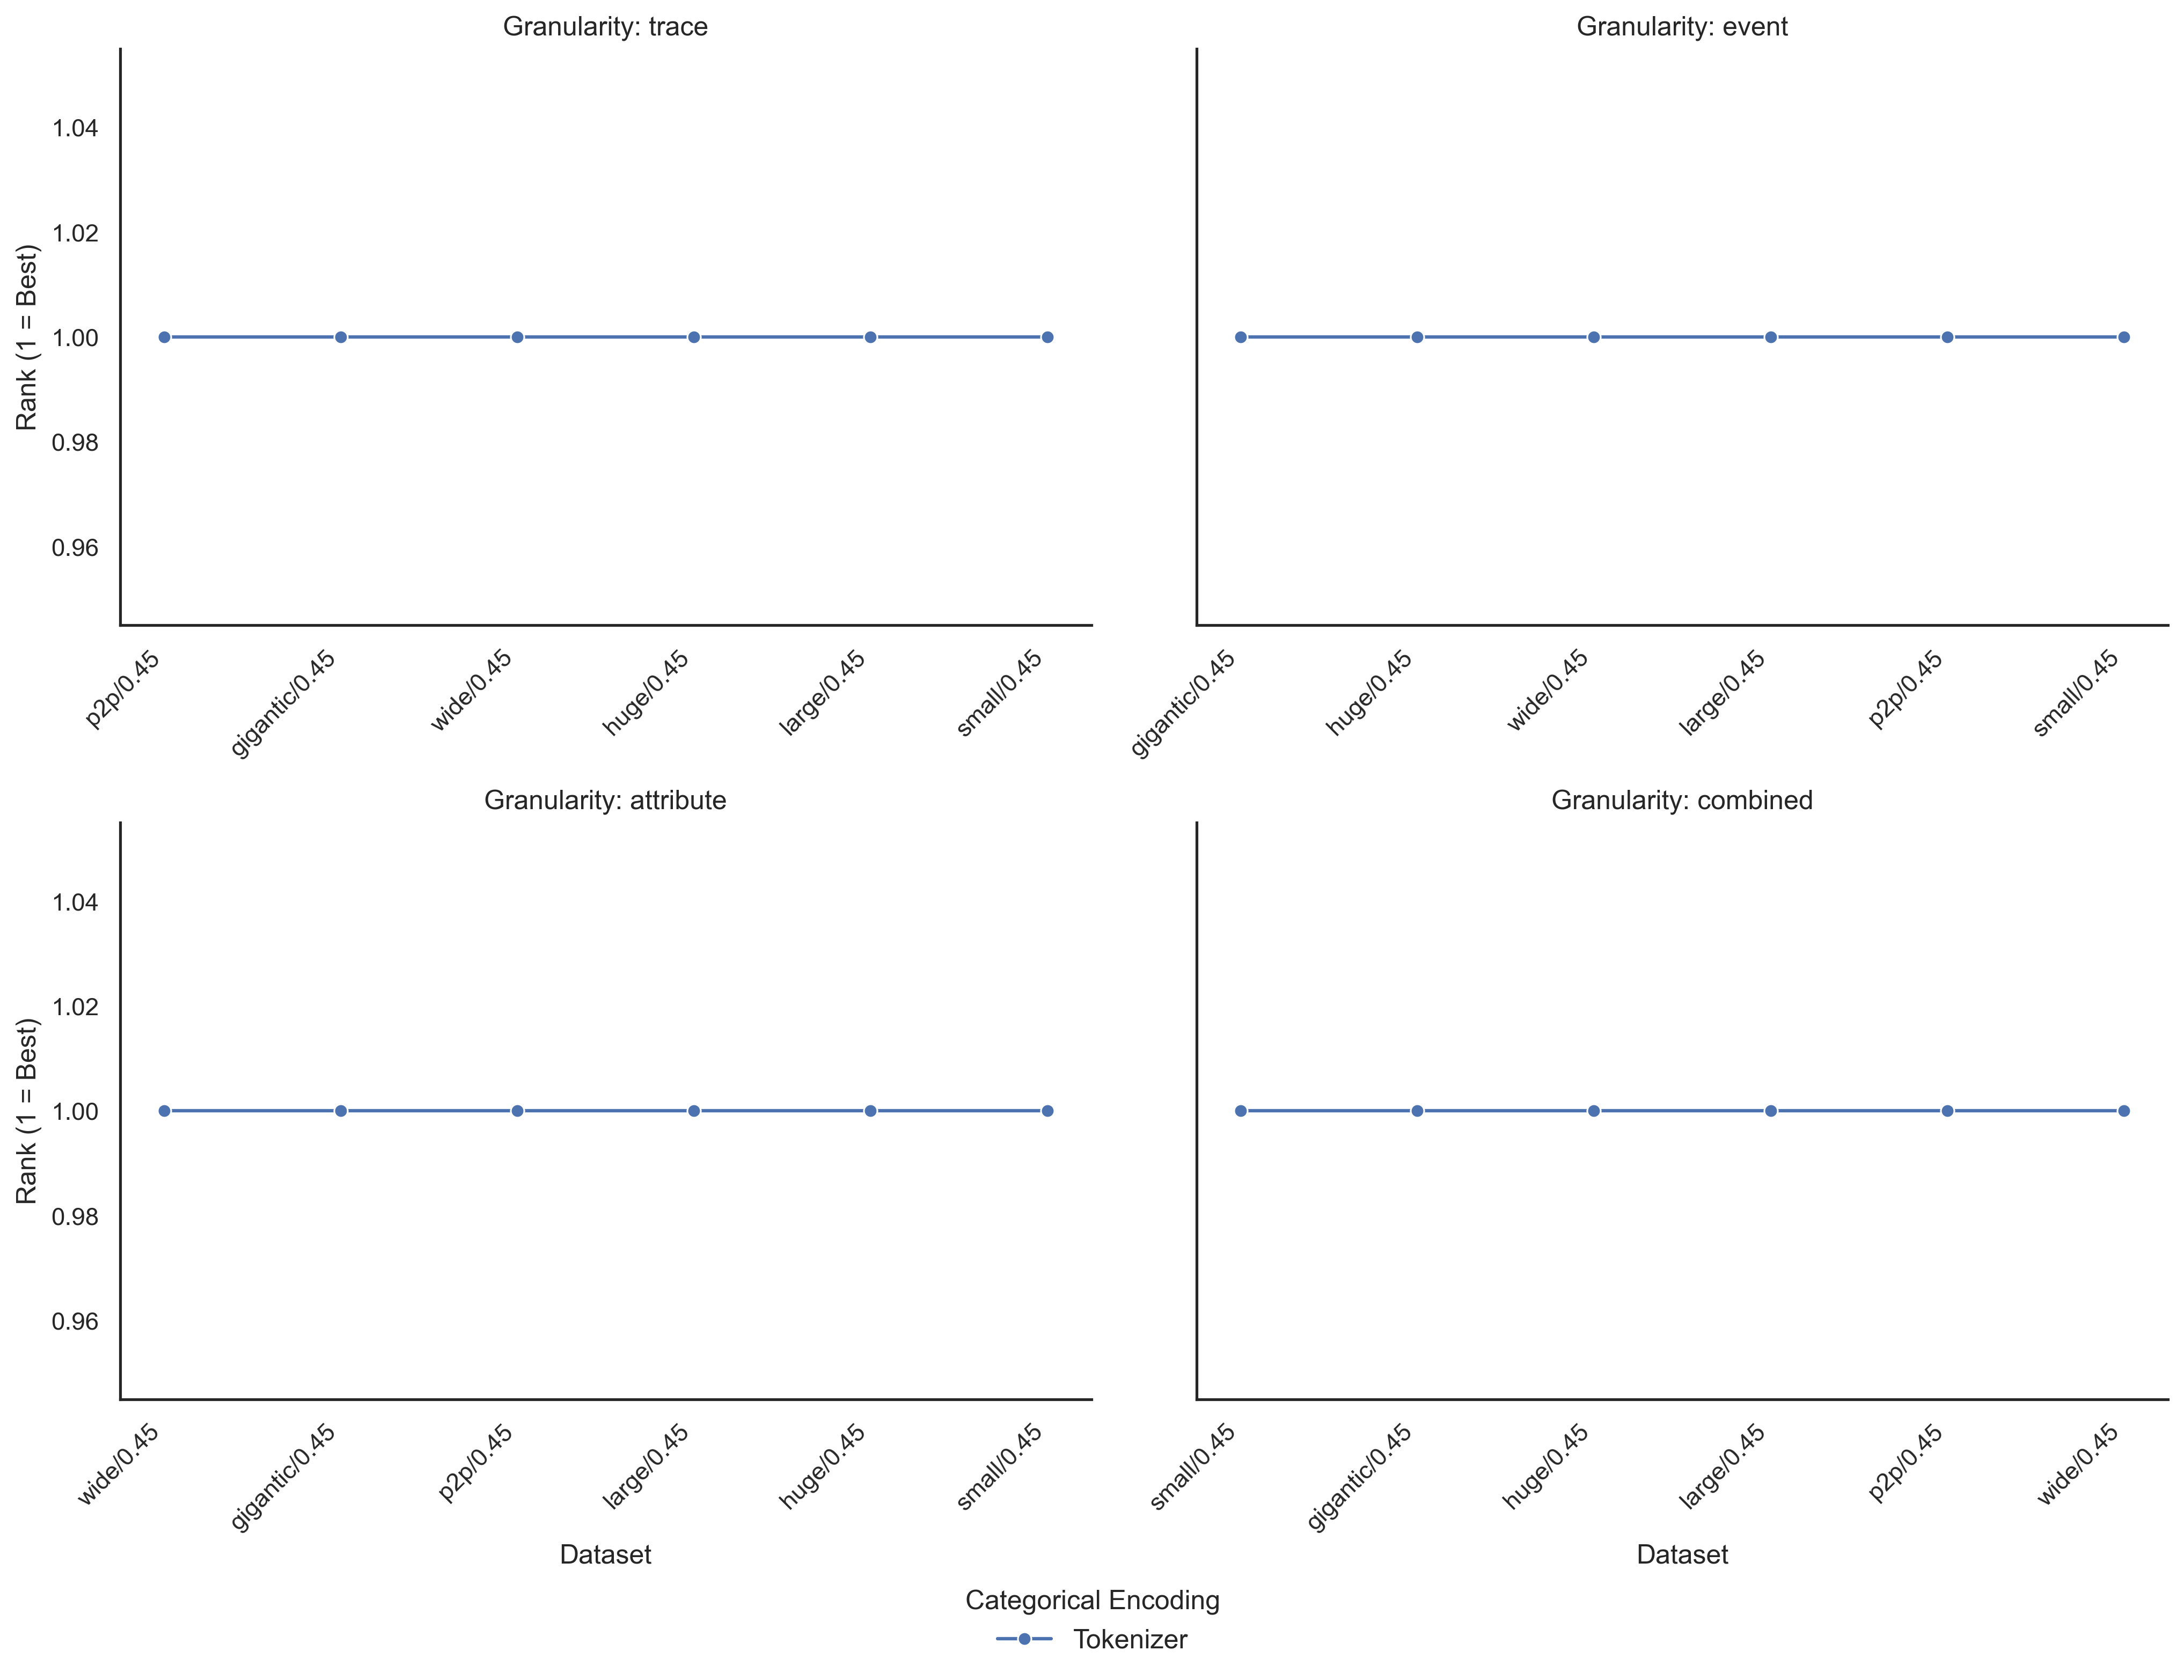 Granularity: trace
Granularity: event
Rank (1 = Best)
1.04
1.02
1.00
0.98
0.96
p2p/0.45
gigantic/0.45
wide/0.45
huge/0.45
large/0.45
small/0.45
gigantic/0.45
huge/0.45
wide/0.45
large/0.45
p2p/0.45
small/0.45
Granularity: attribute
Granularity: combined
Rank (1 = Best)
1.04
1.02
1.00
0.98
0.96
wide/0.45
gigantic/0.45
p2p/0.45
large/0.45
huge/0.45
small/0.45
small/0.45
gigantic/0.45
huge/0.45
large/0.45
p2p/0.45
wide/0.45
Dataset
Dataset
Categorical Encoding
Tokenizer